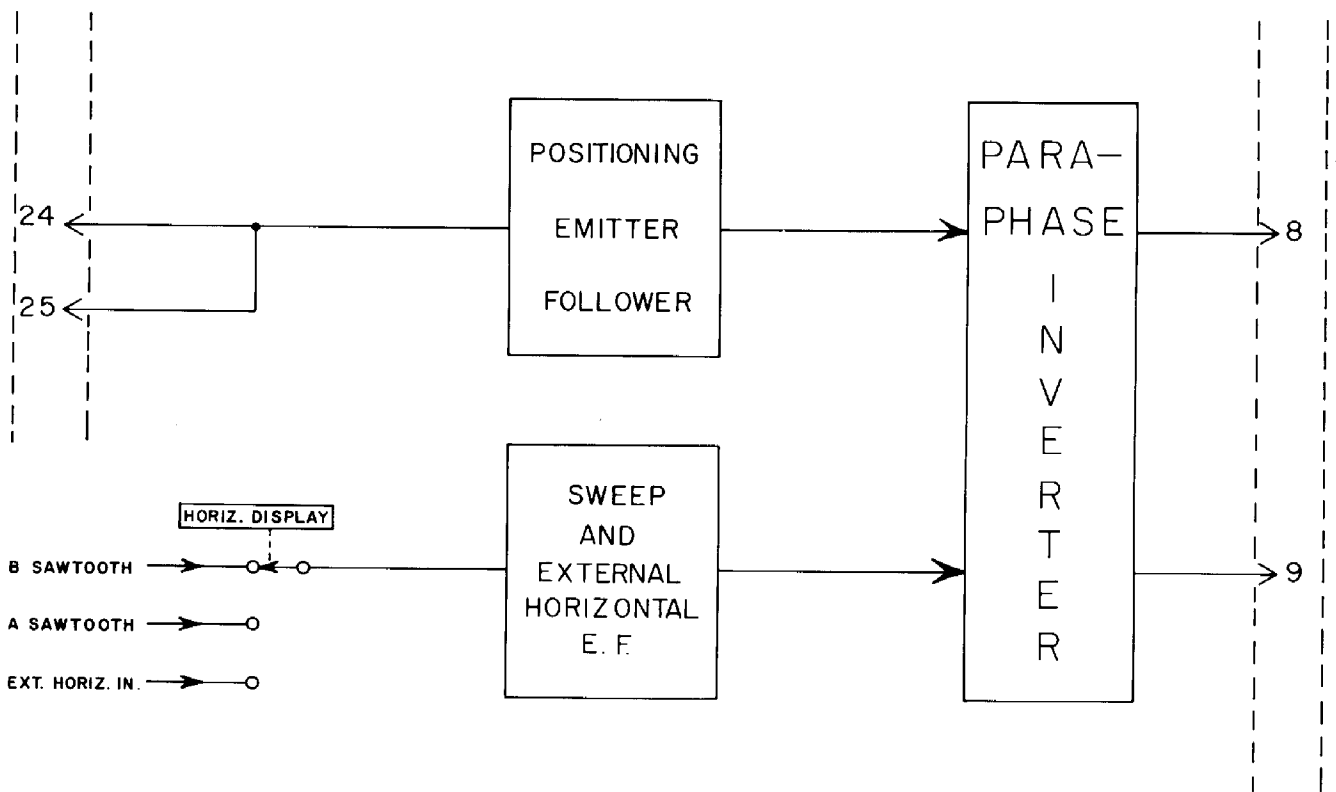 24
25
POSITIONING
EMITTER
FOLLOWER
PARA-
PHASE
INVERTER
8
9
HORIZ. DISPLAY
B SAWTOOTH
A SAWTOOTH
EXT. HORIZ. IN.
SWEEP
AND
EXTERNAL
HORIZONTAL
E. F.